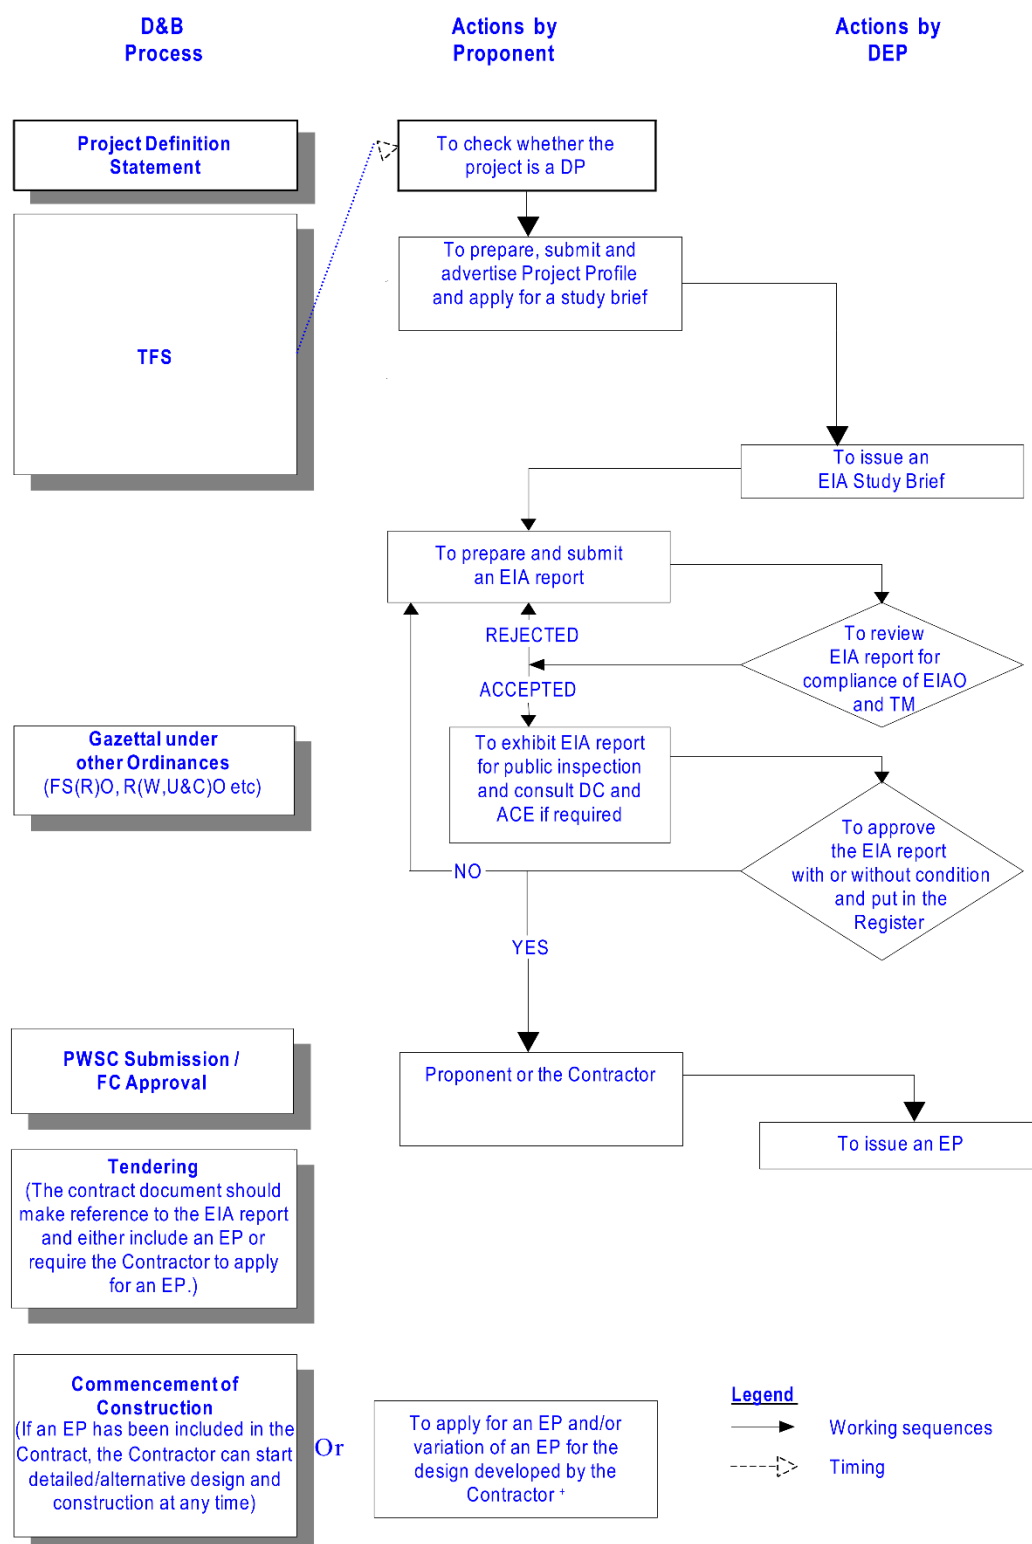 D&B
Process
Actions by
Proponent
Actions by
DEP
Project Definition
Statement
To check whether the
project is a DP
TFS
To prepare, submit and
advertise Project Profile
and apply for a study brief
To issue an
EIA Study Brief
To prepare and submit
an EIA report
REJECTED
ACCEPTED
To review
EIA report for
compliance of EIAO
and TM
Gazettal under
other Ordinances
(FS(R)O, R(W,U&C)O etc)
To exhibit EIA report
for public inspection
and consult DC and
ACE if required
To approve
the EIA report
with or without condition
and put in the
Register
NO
YES
PWSC Submission /
FC Approval
Proponent or the Contractor
To issue an EP
Tendering
(The contract document should
make reference to the EIA report
and either include an EP or
require the Contractor to apply
for an EP.)
Commencement of
Construction
(If an EP has been included in the
Contract, the Contractor can start
detailed/alternative design and
construction at any time)
Or
To apply for an EP and/or
variation of an EP for the
design developed by the
Contractor +
Legend
Working sequences
Timing